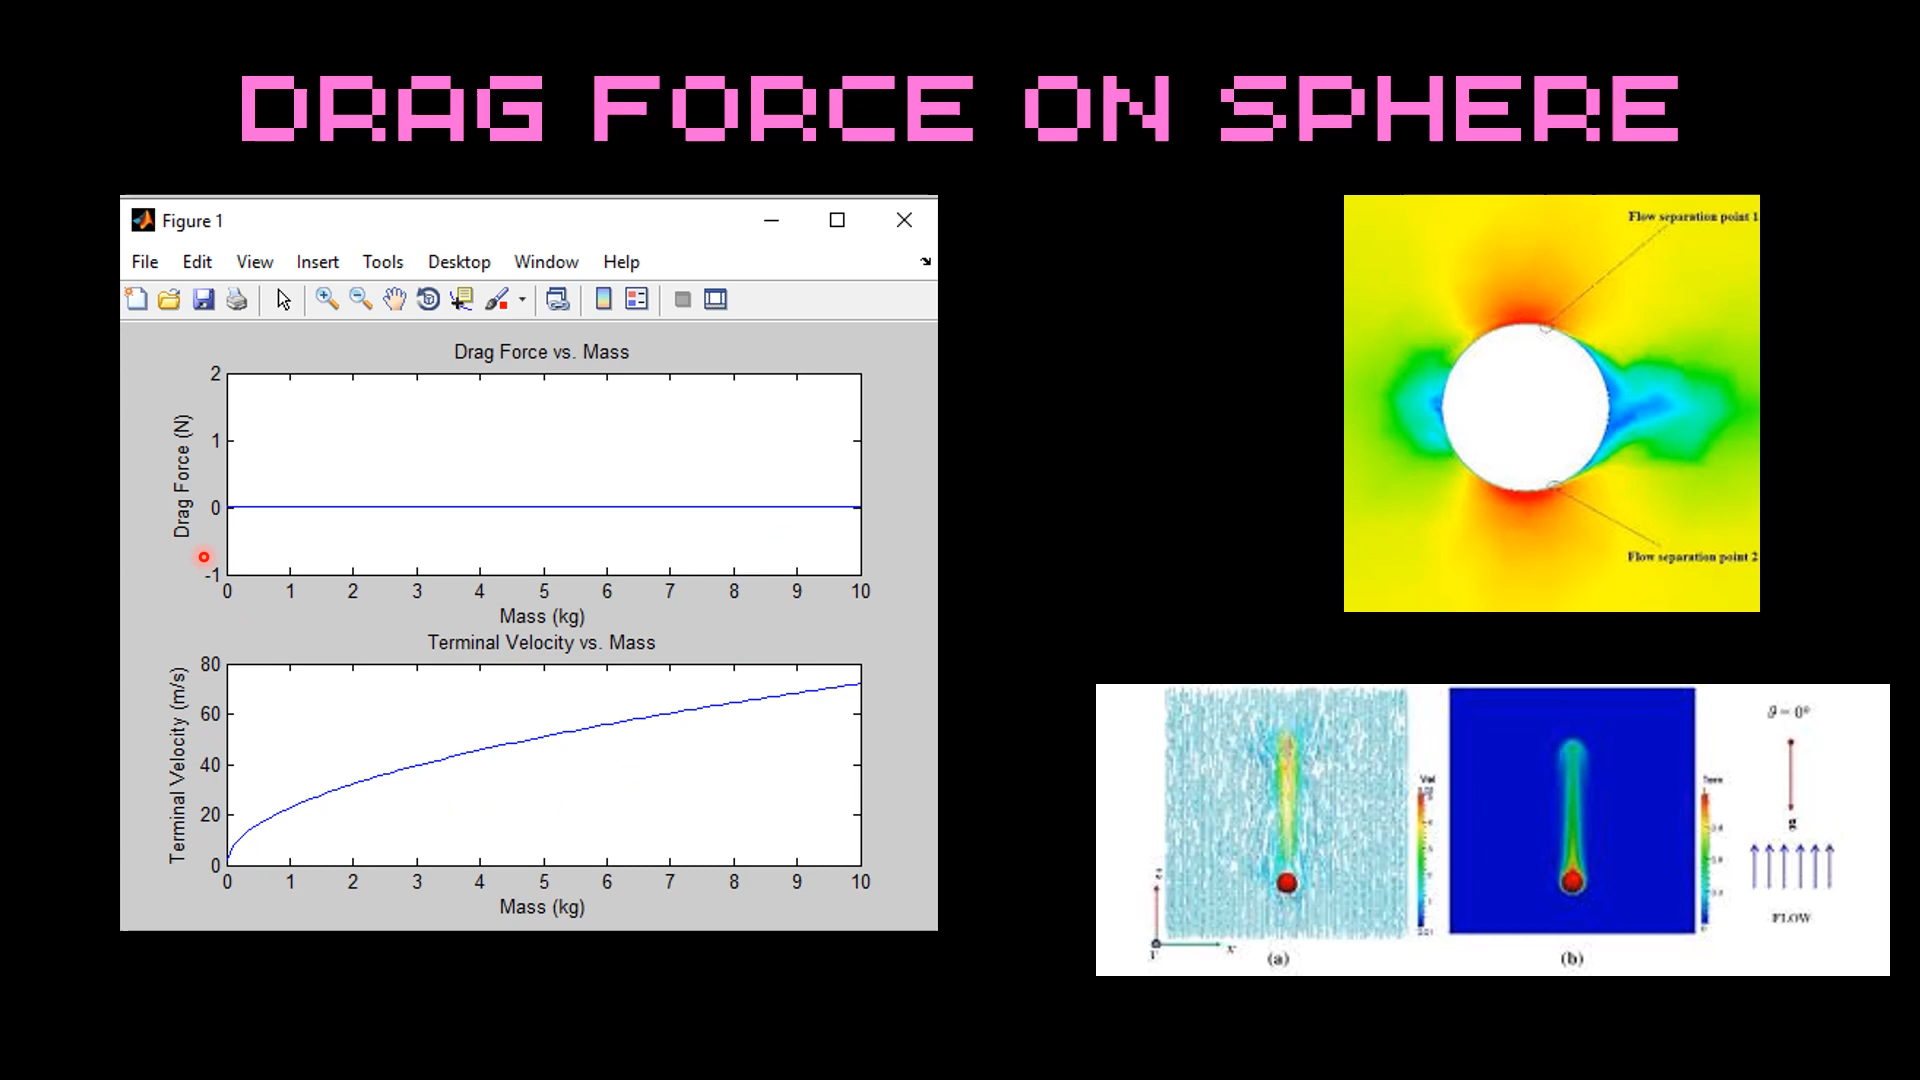 DRAG FORCE ON SPHERE
Figure 1
File Edit View Insert Tools Desktop Window Help
Drag Force vs. Mass
Drag Force (N)
2
1
0
-1
0 1 2 3 4 5 6 7 8 9 10
Mass (kg)
Terminal Velocity vs. Mass
Terminal Velocity (m/s)
80
60
40
20
0
0 1 2 3 4 5 6 7 8 9 10
Mass (kg)
Flow separation point 1
Flow separation point 2
Vel
ϑ = 0°
g
FLOW
Y
X
(a)
(b)